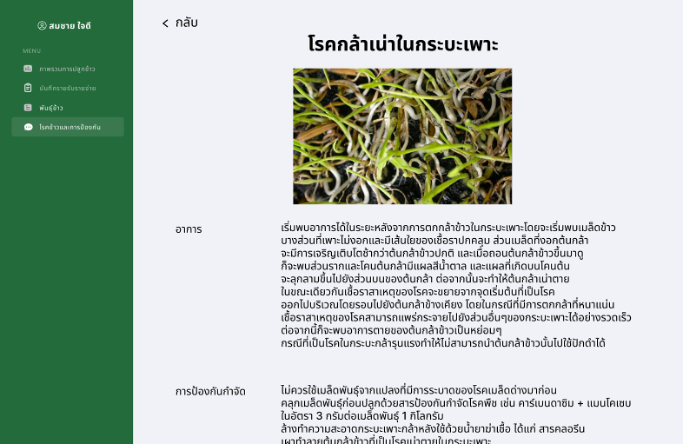 สมชาย ใจดี
MENU
ภาพรวมการปลูกข้าว
บันทึกรายรับรายจ่าย
พันธุ์ข้าว
โรคข้าวและการป้องกัน
กลับ
โรคกล้าเน่าในกระบะเพาะ
อาการ
เริ่มพบอาการได้ในระยะหลังจากการตกกล้าข้าวในกระบะเพาะโดยจะเริ่มพบเมล็ดข้าว
บางส่วนที่เพาะไม่งอกและมีเส้นใยของเชื้อราปกคลุม ส่วนเมล็ดที่งอกต้นกล้า
จะมีการเจริญเติบโตช้ากว่าต้นกล้าข้าวปกติ และเมื่อถอนต้นกล้าข้าวขึ้นมาดู
ก็จะพบส่วนรากและโคนต้นกล้ามีแผลสีน้ำตาล และแผลที่เกิดบนโคนต้น
จะลุกลามขึ้นไปยังส่วนบนของต้นกล้า ต่อจากนั้นจะทำให้ต้นกล้าเน่าตาย
ในขณะเดียวกันเชื้อราสาเหตุของโรคจะขยายจากจุดเริ่มต้นที่เป็นโรค
ออกไปบริเวณโดยรอบไปยังต้นกล้าข้างเคียง โดยในกรณีที่มีการตกกล้าที่หนาแน่น
เชื้อราสาเหตุของโรคสามารถแพร่กระจายไปยังส่วนอื่นๆของกระบะเพาะได้อย่างรวดเร็ว
ต่อจากนี้ก็จะพบอาการตายของต้นกล้าข้าวเป็นหย่อมๆ
กรณีที่เป็นโรคในกระบะกล้ารุนแรงทำให้ไม่สามารถนำต้นกล้าข้าวนั้นไปใช้ปักดำได้
การป้องกันกำจัด
ไม่ควรใช้เมล็ดพันธุ์จากแปลงที่มีการระบาดของโรคเมล็ดด่างมาก่อน
คลุกเมล็ดพันธุ์ก่อนปลูกด้วยสารป้องกันกำจัดโรคพืช เช่น คาร์เบนดาซิม + แมนโคเซบ
ในอัตรา 3 กรัมต่อเมล็ดพันธุ์ 1 กิโลกรัม
ล้างทำความสะอาดกระบะเพาะกล้าหลังใช้ด้วยน้ำยาฆ่าเชื้อ ได้แก่ สารคลอรีน
เผาทำลายต้นกล้าข้าวที่เป็นโรคเน่าตายในกระบะเพาะ